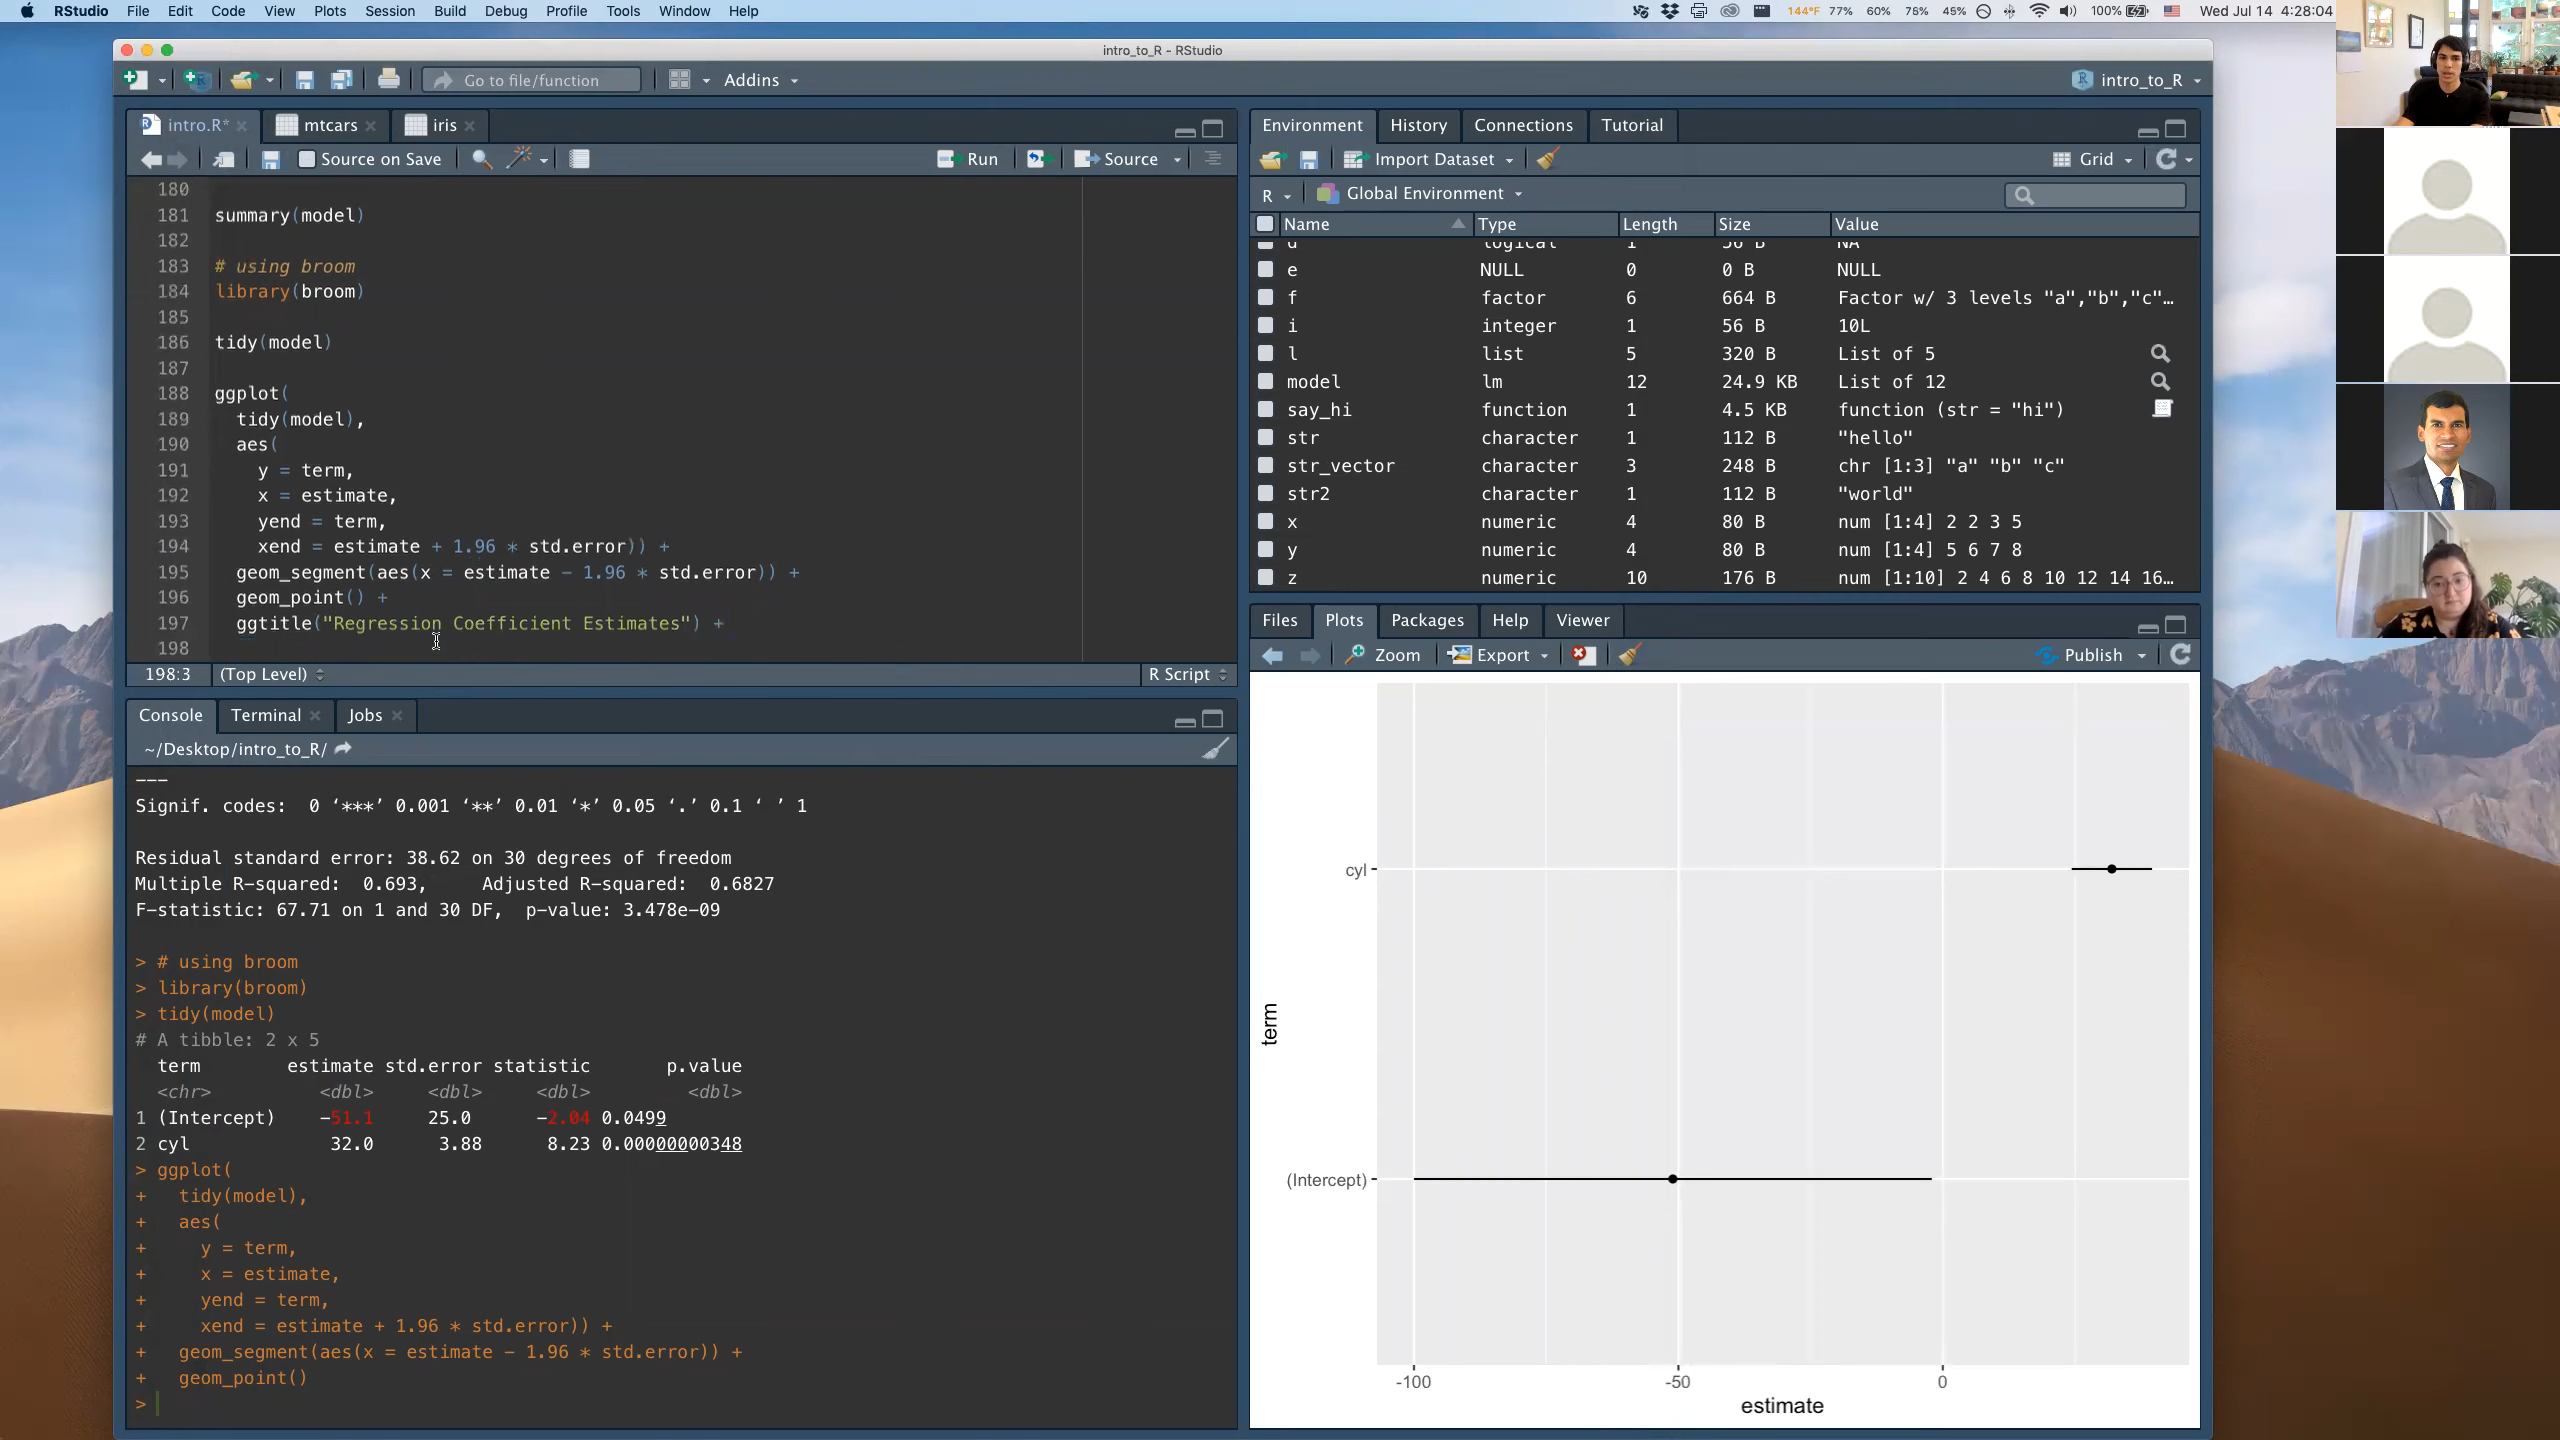 RStudio File Edit Code View Plots Session Build Debug Profile Tools Window Help 144°F 77% 60% 78% 45% 100% Wed Jul 14 4:28:04
intro_to_R - RStudio
Go to file/function Addins intro_to_R
intro.R* mtcars iris
Source on Save Run Source
180
181 summary(model)
182
183 # using broom
184 library(broom)
185
186 tidy(model)
187
188 ggplot(
189 tidy(model),
190 aes(
191 y = term,
192 x = estimate,
193 yend = term,
194 xend = estimate + 1.96 * std.error)) +
195 geom_segment(aes(x = estimate - 1.96 * std.error)) +
196 geom_point() +
197 ggtitle("Regression Coefficient Estimates") +
198
198:3 (Top Level) R Script
Console Terminal Jobs
~/Desktop/intro_to_R/
---
Signif. codes: 0 ‘***’ 0.001 ‘**’ 0.01 ‘*’ 0.05 ‘.’ 0.1 ‘ ’ 1
Residual standard error: 38.62 on 30 degrees of freedom
Multiple R-squared: 0.693, Adjusted R-squared: 0.6827
F-statistic: 67.71 on 1 and 30 DF, p-value: 3.478e-09
> # using broom
> library(broom)
> tidy(model)
# A tibble: 2 x 5
term estimate std.error statistic p.value
<chr> <dbl> <dbl> <dbl> <dbl>
1 (Intercept) -51.1 25.0 -2.04 0.0499
2 cyl 32.0 3.88 8.23 0.00000000348
> ggplot(
+ tidy(model),
+ aes(
+ y = term,
+ x = estimate,
+ yend = term,
+ xend = estimate + 1.96 * std.error)) +
+ geom_segment(aes(x = estimate - 1.96 * std.error)) +
+ geom_point()
>
Environment History Connections Tutorial
Import Dataset Grid
R Global Environment
Name Type Length Size Value
d logical 1 56 B NA
e NULL 0 0 B NULL
f factor 6 664 B Factor w/ 3 levels "a","b","c"…
i integer 1 56 B 10L
l list 5 320 B List of 5
model lm 12 24.9 KB List of 12
say_hi function 1 4.5 KB function (str = "hi")
str character 1 112 B "hello"
str_vector character 3 248 B chr [1:3] "a" "b" "c"
str2 character 1 112 B "world"
x numeric 4 80 B num [1:4] 2 2 3 5
y numeric 4 80 B num [1:4] 5 6 7 8
z numeric 10 176 B num [1:10] 2 4 6 8 10 12 14 16…
Files Plots Packages Help Viewer
Zoom Export Publish
cyl
term
(Intercept)
-100 -50 0
estimate